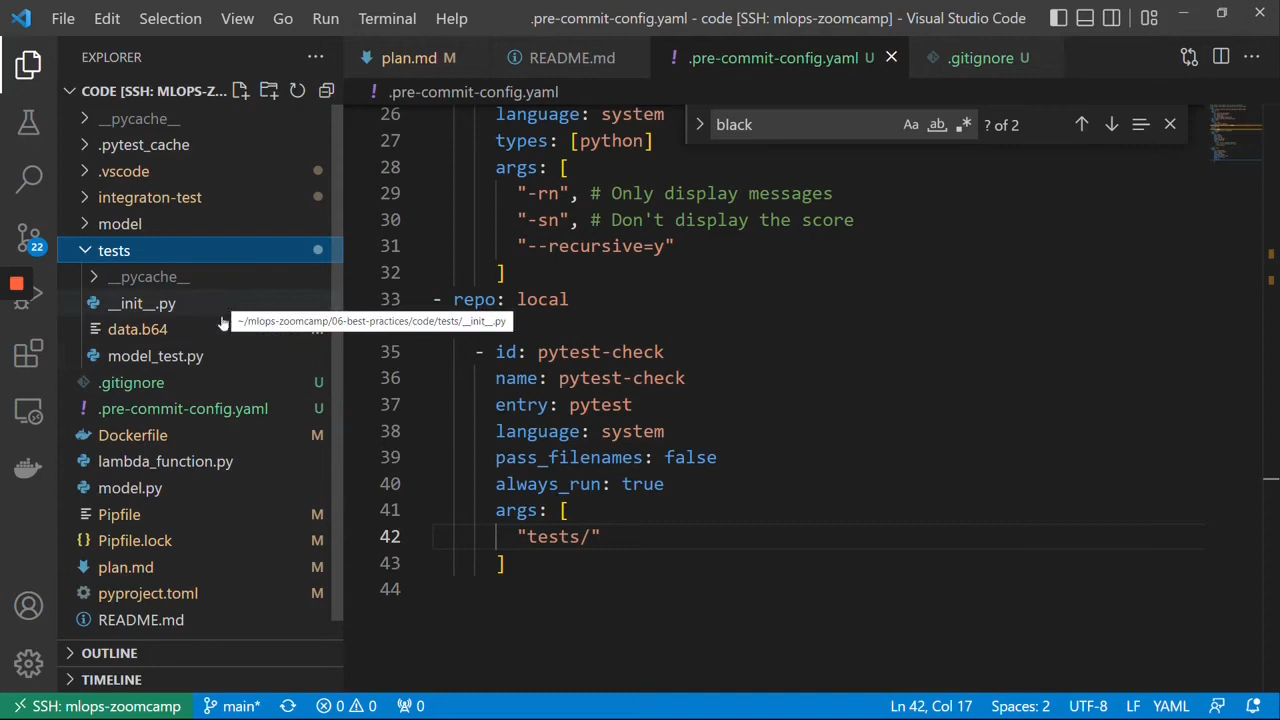 File Edit Selection View Go Run Terminal Help .pre-commit-config.yaml - code [SSH: mlops-zoomcamp] - Visual Studio Code
EXPLORER
CODE [SSH: MLOPS-Z...
__pycache__
.pytest_cache
.vscode
integraton-test
model
tests
__pycache__
__init__.py
~/mlops-zoomcamp/06-best-practices/code/tests/__init__.py
data.b64
model_test.py
.gitignore U
.pre-commit-config.yaml U
Dockerfile M
lambda_function.py
model.py
Pipfile M
Pipfile.lock M
plan.md M
pyproject.toml M
README.md
OUTLINE
TIMELINE
22
plan.md M README.md .pre-commit-config.yaml U .gitignore U
.pre-commit-config.yaml
black Aa ab ? of 2
26 language: system
27 types: [python]
28 args: [
29 "-rn", # Only display messages
30 "-sn", # Don't display the score
31 "--recursive=y"
32 ]
33 - repo: local
35 - id: pytest-check
36 name: pytest-check
37 entry: pytest
38 language: system
39 pass_filenames: false
40 always_run: true
41 args: [
42 "tests/"
43 ]
44
SSH: mlops-zoomcamp main* 0 0 0 Ln 42, Col 17 Spaces: 2 UTF-8 LF YAML